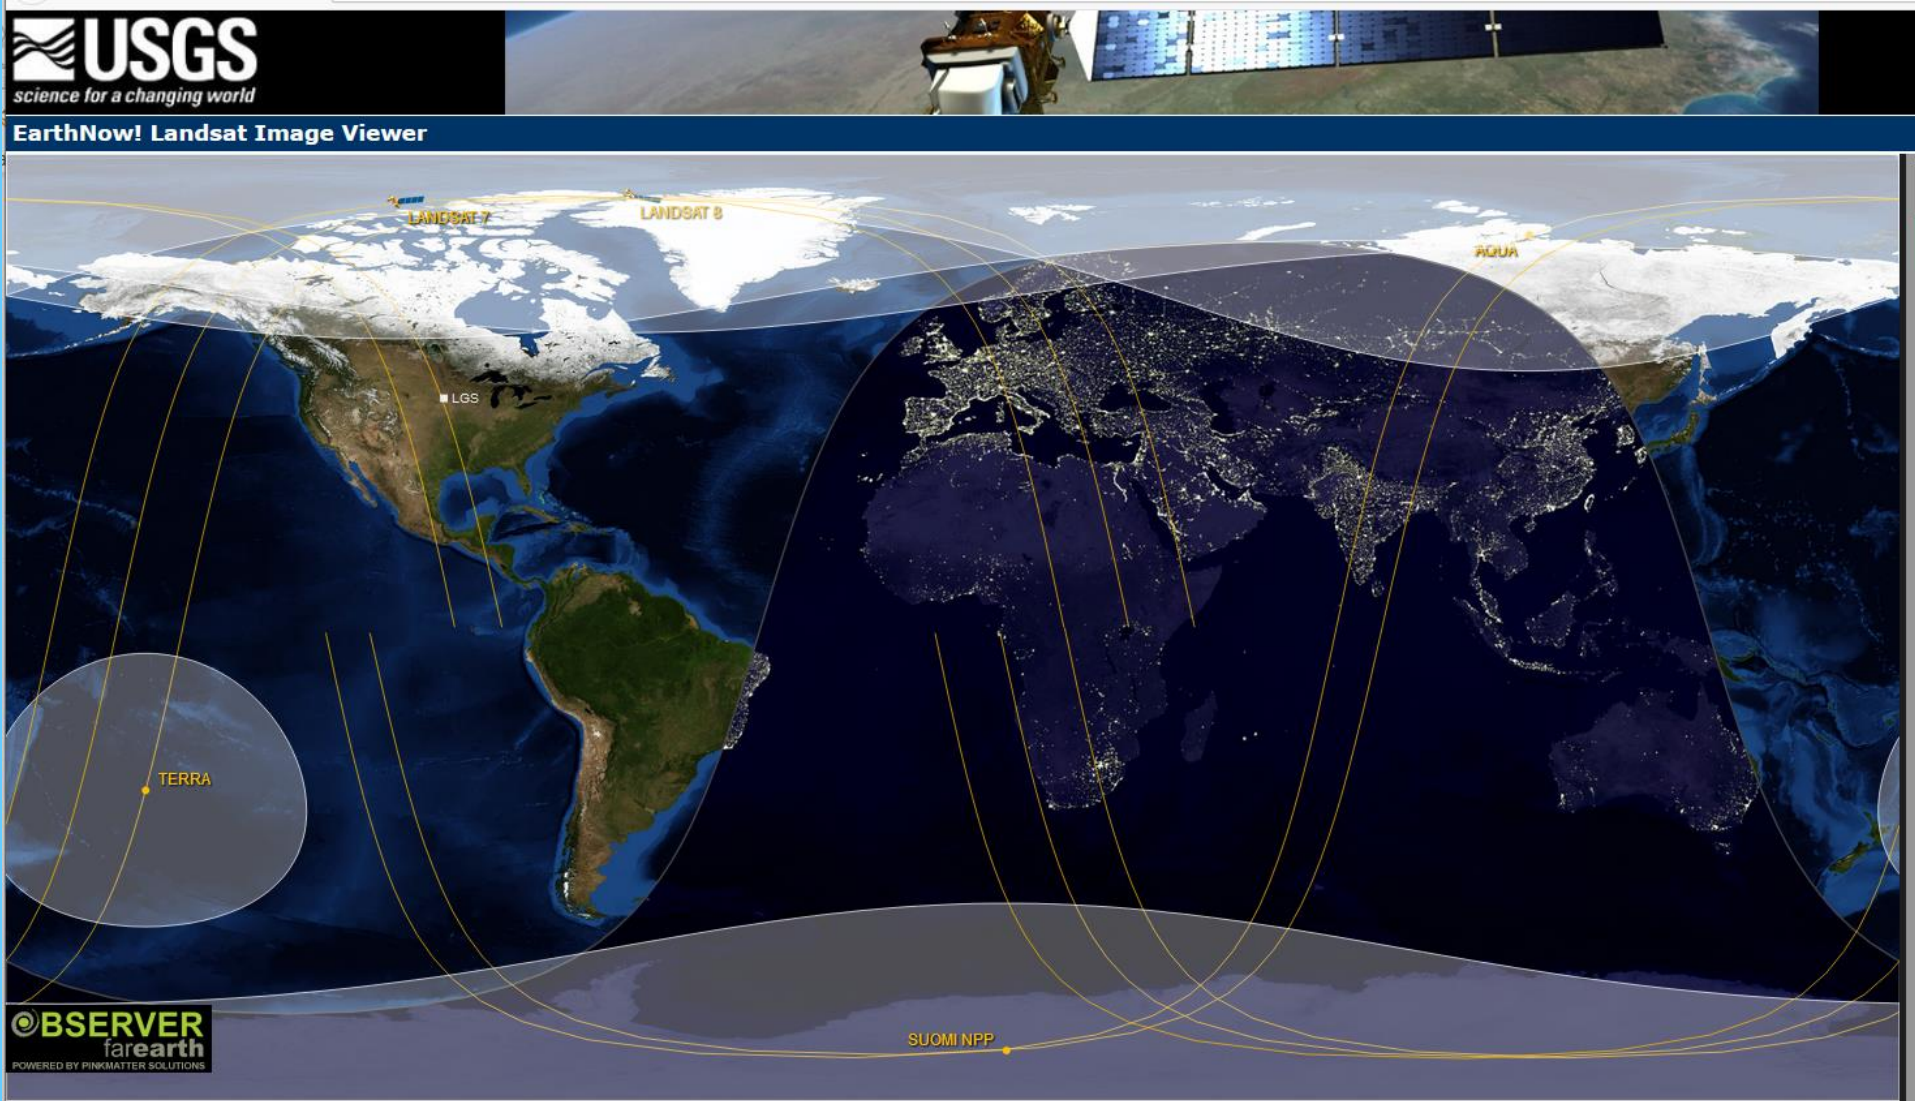 USGS
science for a changing world
EarthNow! Landsat Image Viewer
LANDSAT 7
LANDSAT 8
AQUA
LGS
TERRA
SUOMI NPP
OBSERVER
farearth
POWERED BY PINKMATTER SOLUTIONS